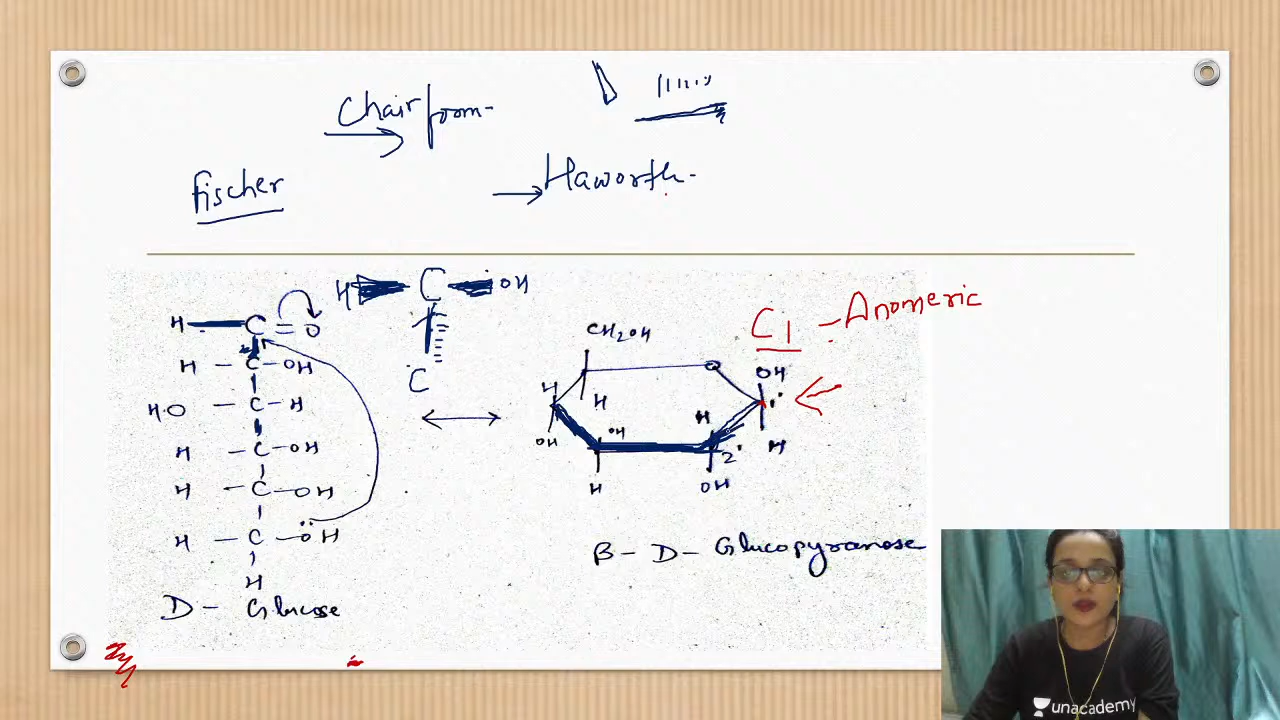 Chair form-
Fischer
Haworth-
H C OH
C
H C = O
H - C - OH
HO - C - H
H - C - OH
H - C - OH
H - C - OH
H
D - Glucose
CH2OH
O
C1 - Anomeric
OH
1'
H
H
H
OH
OH
H
2'
H
OH
B - D - Glucopyranose
unacademy